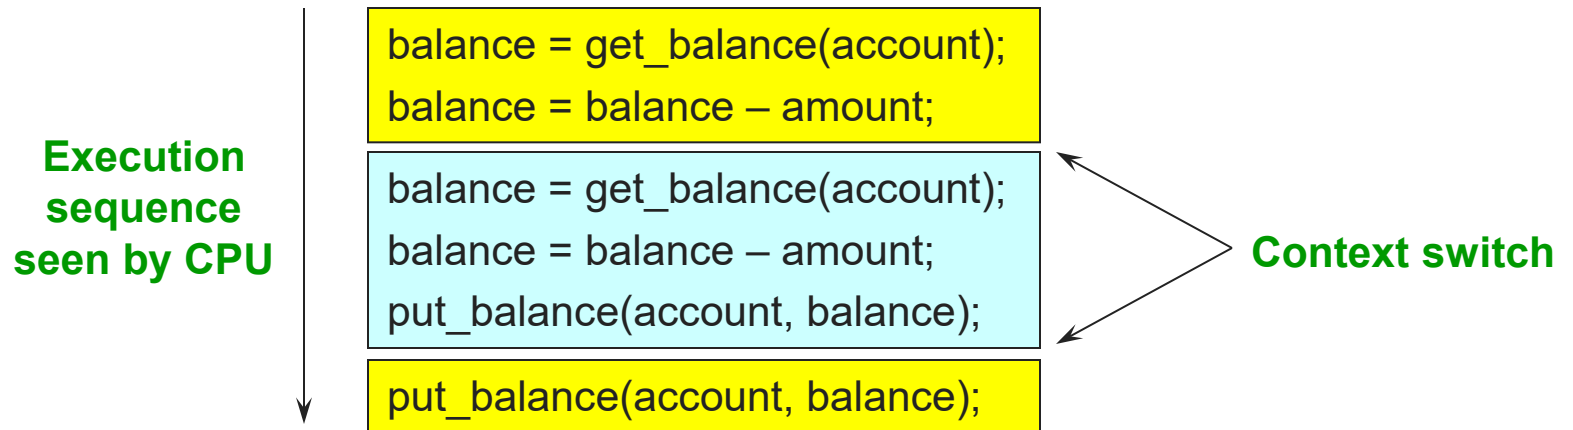 Execution
sequence
seen by CPU
balance = get_balance(account);
balance = balance – amount;
balance = get_balance(account);
balance = balance – amount;
put_balance(account, balance);
put_balance(account, balance);
Context switch